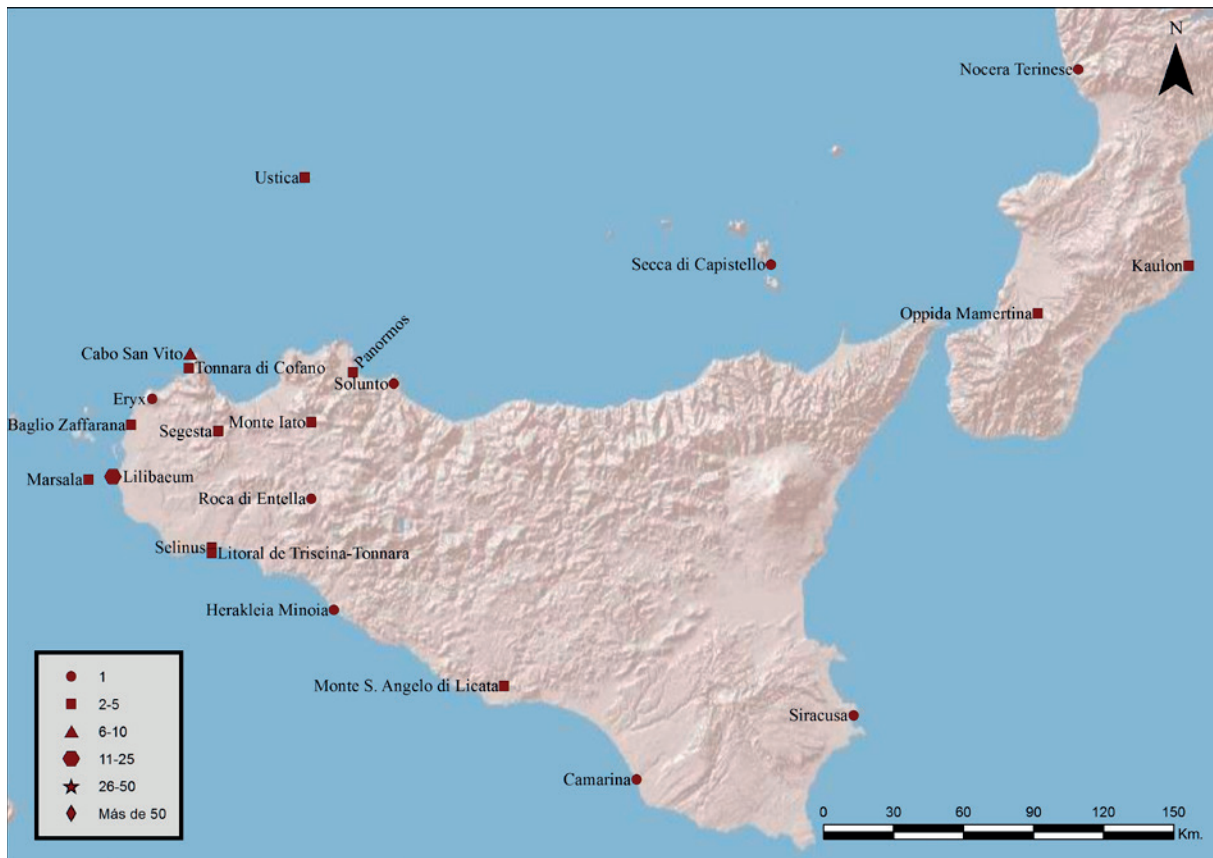 N
Nocera Terinese
Ustica
Secca di Capistello
Kaulon
Oppida Mamertina
Cabo San Vito
Tonnara di Cofano
Panormos
Solunto
Eryx
Baglio Zaffarana
Segesta
Monte Iato
Marsala
Lilibaeum
Roca di Entella
Selinus
Litoral de Triscina-Tonnara
Herakleia Minoia
Monte S. Angelo di Licata
Siracusa
Camarina
1
2-5
6-10
11-25
26-50
Más de 50
0 30 60 90 120 150
Km.